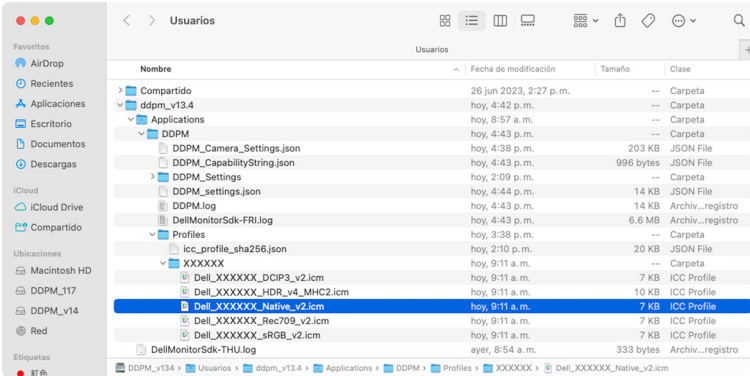 Usuarios
Usuarios
Favoritos
AirDrop
Recientes
Aplicaciones
Escritorio
Documentos
Descargas
iCloud
iCloud Drive
Compartido
Ubicaciones
Macintosh HD
DDPM_117
DDPM_v14
Red
Etiquetas
紅色
Nombre Fecha de modificación Tamaño Clase
Compartido 26 jun 2023, 2:27 p. m. -- Carpeta
ddpm_v13.4 hoy, 4:42 p. m. -- Carpeta
Applications hoy, 8:57 a. m. -- Carpeta
DDPM hoy, 4:43 p. m. -- Carpeta
DDPM_Camera_Settings.json hoy, 4:38 p. m. 203 KB JSON File
DDPM_CapabilityString.json hoy, 4:43 p. m. 996 bytes JSON File
DDPM_Settings hoy, 2:09 p. m. -- Carpeta
DDPM_settings.json hoy, 4:44 p. m. 14 KB JSON File
DDPM.log hoy, 4:43 p. m. 14 KB Archiv...registro
DellMonitorSdk-FRI.log hoy, 4:43 p. m. 6.6 MB Archiv...registro
Profiles hoy, 3:38 p. m. -- Carpeta
icc_profile_sha256.json hoy, 2:10 p. m. 20 KB JSON File
XXXXXX hoy, 9:11 a. m. -- Carpeta
Dell_XXXXXX_DCIP3_v2.icm hoy, 9:11 a. m. 7 KB ICC Profile
Dell_XXXXXX_HDR_v4_MHC2.icm hoy, 9:11 a. m. 10 KB ICC Profile
Dell_XXXXXX_Native_v2.icm hoy, 9:11 a. m. 7 KB ICC Profile
Dell_XXXXXX_Rec709_v2.icm hoy, 9:11 a. m. 7 KB ICC Profile
Dell_XXXXXX_sRGB_v2.icm hoy, 9:11 a. m. 7 KB ICC Profile
DellMonitorSdk-THU.log ayer, 8:54 a. m. 333 bytes Archiv...registro
DDPM_v134 › Usuarios › ddpm_v13.4 › Applications › DDPM › Profiles › XXXXXX › Dell_XXXXXX_Native_v2.icm